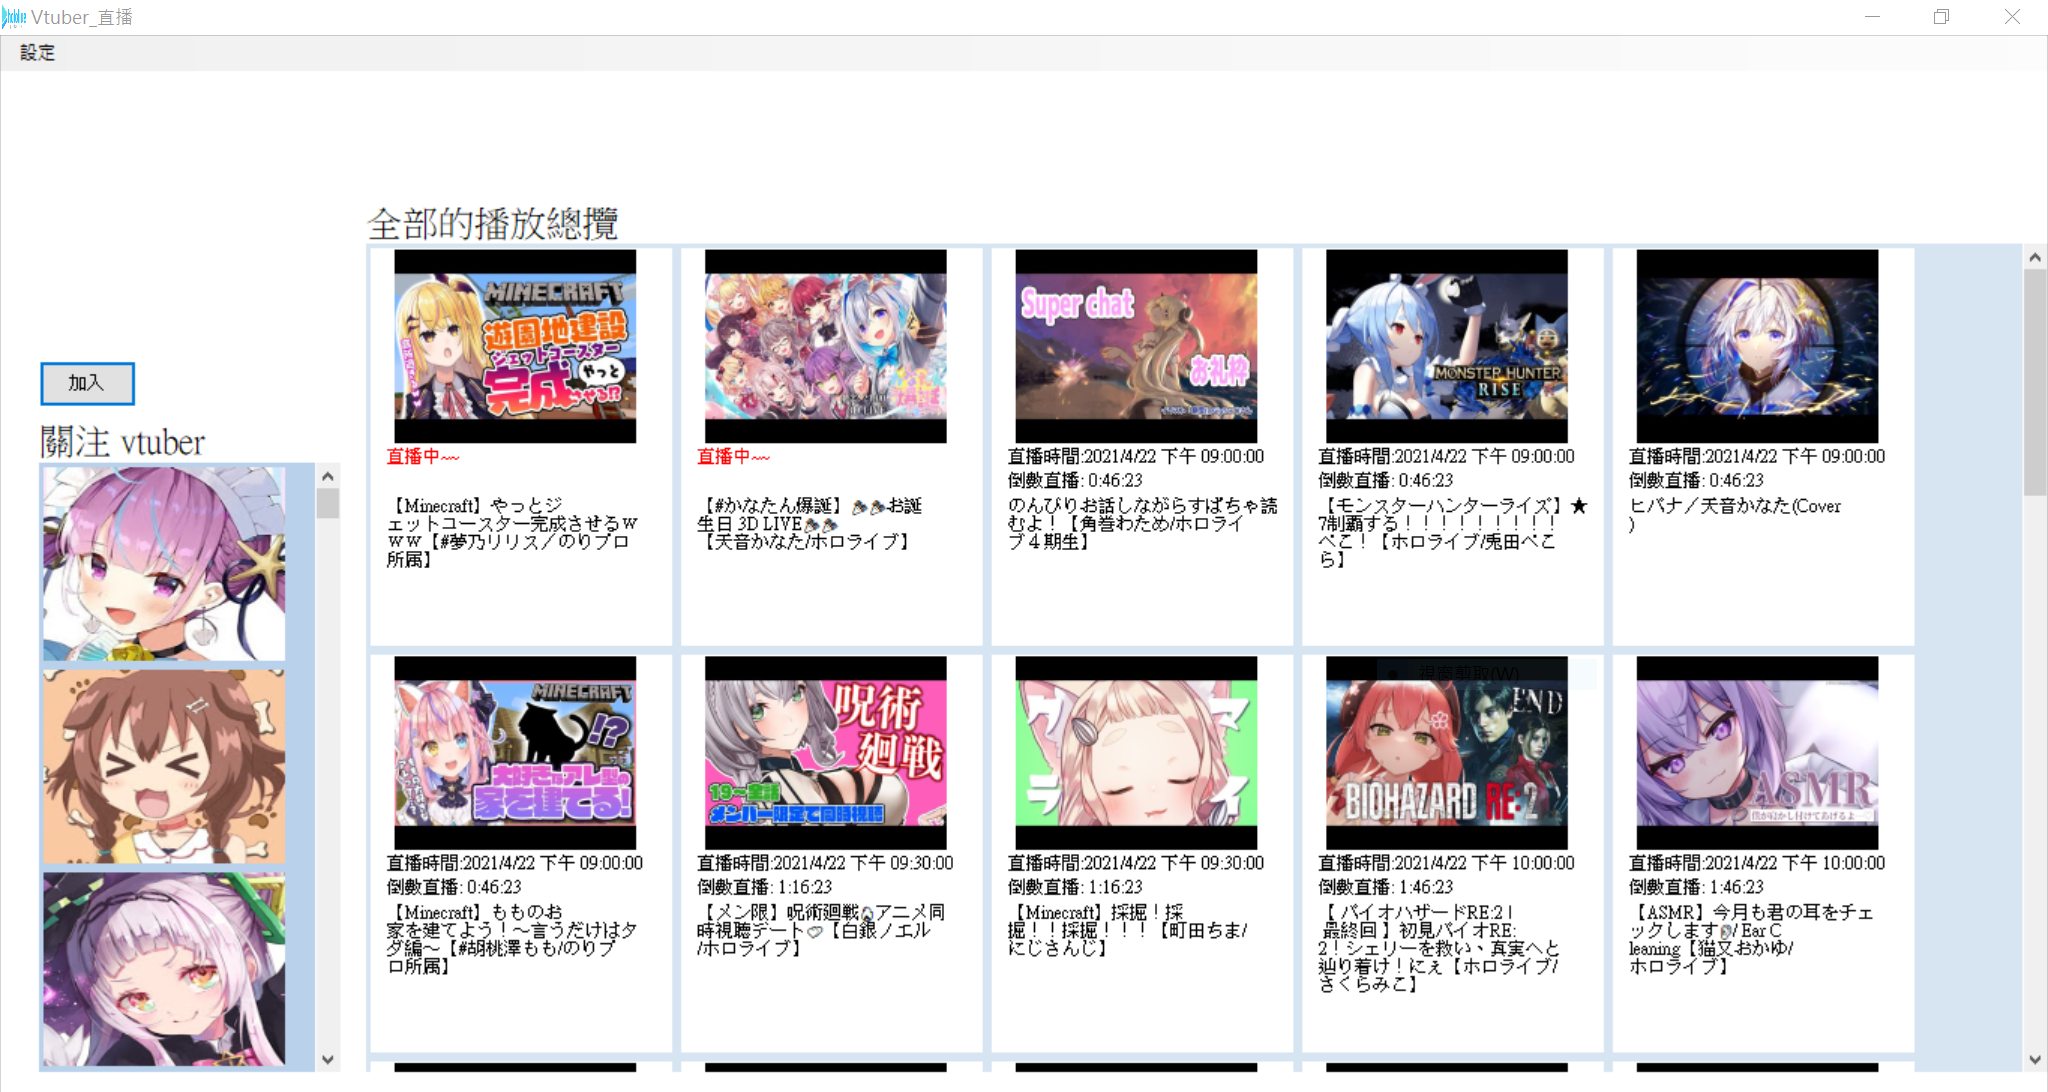 Vtuber_直播
設定
全部的播放總攬
加入
關注 vtuber
MINECRAFT
遊園地建設
ジェットコースター
やっと
完成させる!?
直播中~~
【Minecraft】やっとジ
ェットコースター完成させるｗ
ｗｗ【#夢乃リリス／のりプロ
所属】
直播中~~
【#かなたん爆誕】🎉🎉お誕
生日 3D LIVE🎉🎉
【天音かなた/ホロライブ】
Super chat
お礼枠
直播時間:2021/4/22 下午 09:00:00
倒數直播: 0:46:23
のんびりお話しながらすぱちゃ読
むよ！【角巻わため/ホロライ
ブ４期生】
MONSTER HUNTER
RISE
直播時間:2021/4/22 下午 09:00:00
倒數直播: 0:46:23
【モンスターハンターライズ】★
7制覇する！！！！！！！！！
ぺこ！【ホロライブ/兎田ぺこ
ら】
直播時間:2021/4/22 下午 09:00:00
倒數直播: 0:46:23
ヒバナ／天音かなた(Cover
)
MINECRAFT
!?
大好きなアレ型の
家を建てる!
直播時間:2021/4/22 下午 09:00:00
倒數直播: 0:46:23
【Minecraft】もものお
家を建てよう！～言うだけはタ
ダ編～【#胡桃澤もも/のりプ
ロ所属】
呪術
廻戦
19～全話
メンバー限定で同時視聴
直播時間:2021/4/22 下午 09:30:00
倒數直播: 1:16:23
【メン限】呪術廻戦アニメ同
時視聴デート【白銀ノエル
/ホロライブ】
ウ
マ
ラ
イ
直播時間:2021/4/22 下午 09:30:00
倒數直播: 1:16:23
【Minecraft】採掘！採
掘！！採掘！！！【町田ちま/
にじさんじ】
視窗剪取(W)
END
BIOHAZARD RE:2
直播時間:2021/4/22 下午 10:00:00
倒數直播: 1:46:23
【 バイオハザードRE:2 |
最終回 】初見バイオRE:
2！シェリーを救い、真実へと
辿り着け！にぇ【ホロライブ/
さくらみこ】
ASMR
僕が寝かし付けてあげるよ…♡
直播時間:2021/4/22 下午 10:00:00
倒數直播: 1:46:23
【ASMR】今月も君の耳をチェ
ックします👂/ Ear C
leaning【猫又おかゆ/
ホロライブ】